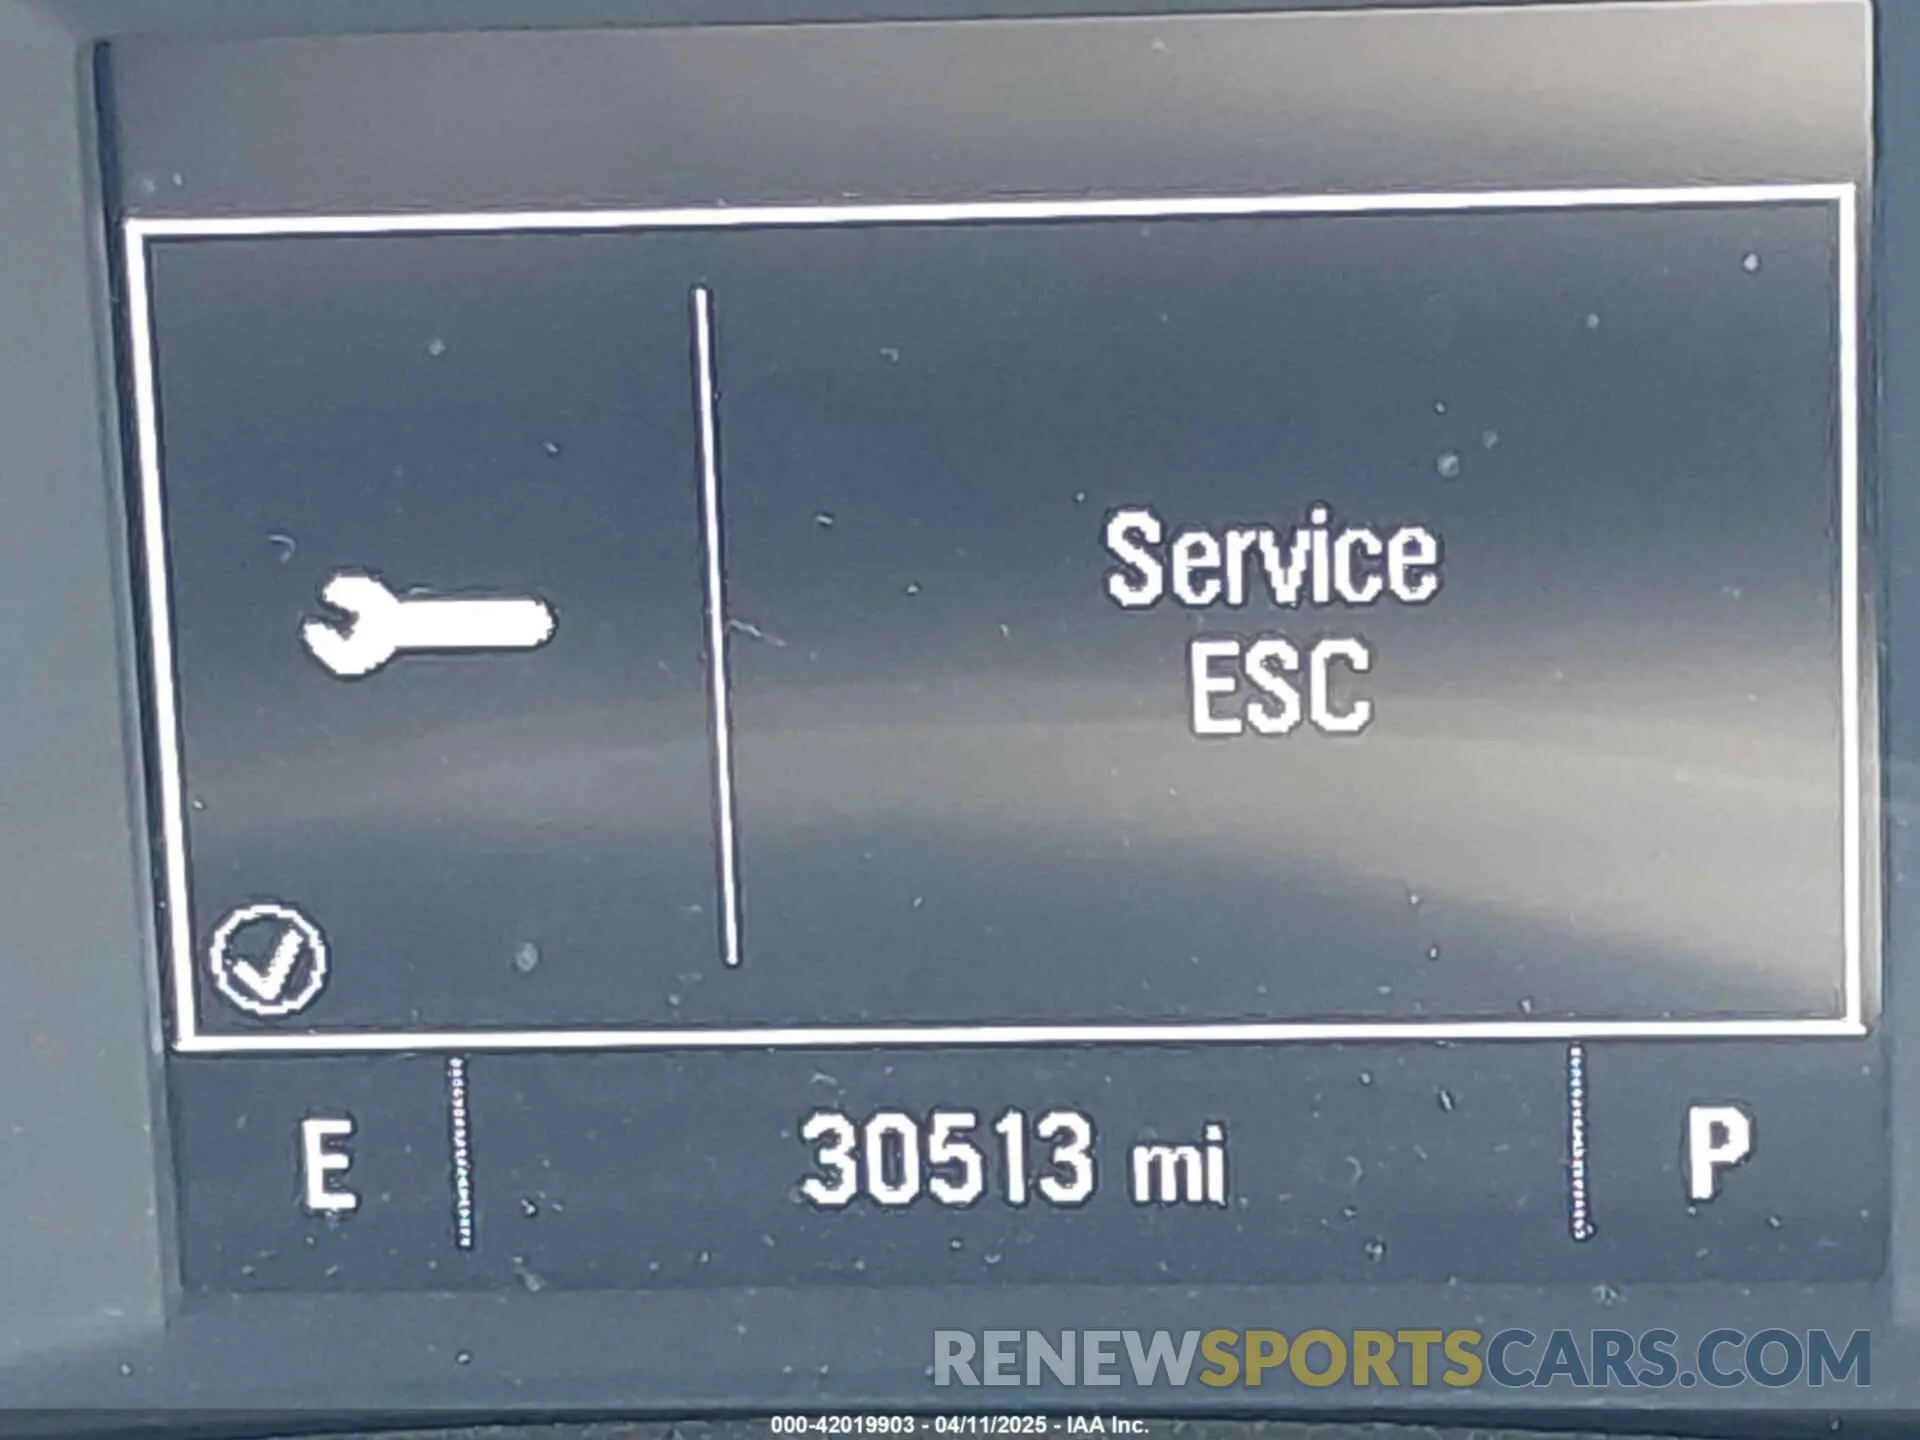 Service
ESC
E 30513 mi P
RENEWSPORTSCARS.COM
000-42019903 - 04/11/2025 - IAA Inc.